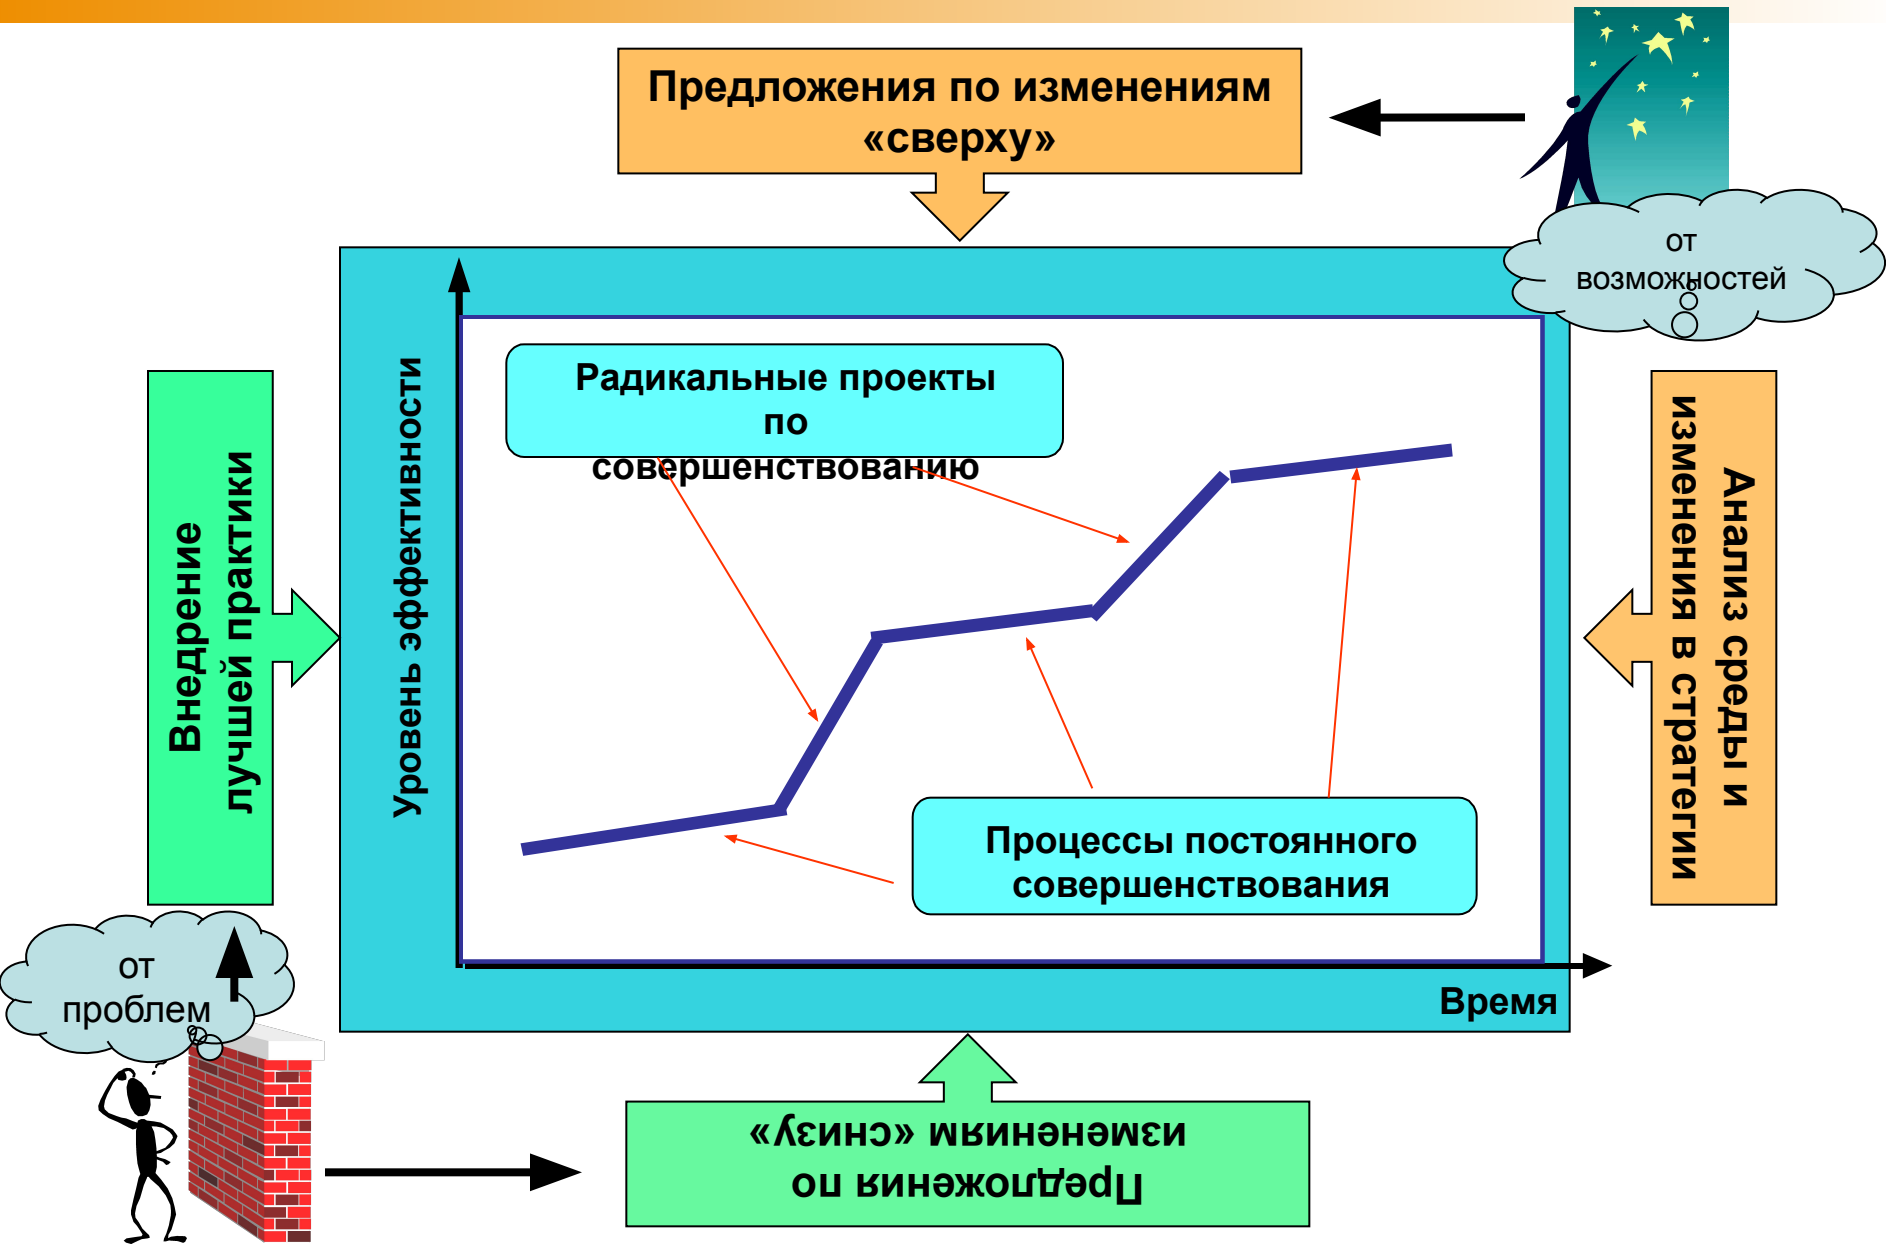 Предложения по изменениям
«сверху»
от
возможностей
Радикальные проекты
по
совершенствованию
Уровень эффективности
Внедрение
лучшей практики
Анализ среды и
изменения в стратегии
Процессы постоянного
совершенствования
Время
от
проблем
Предложения по
изменениям «снизу»